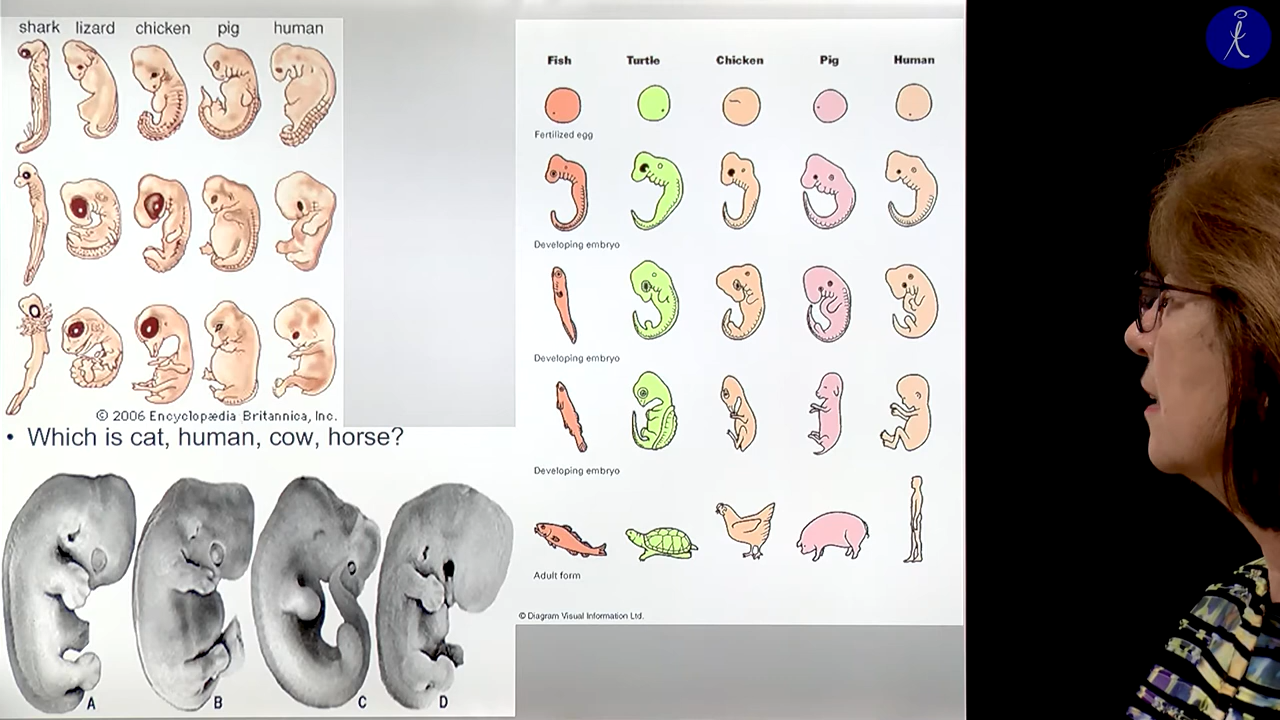 shark lizard chicken pig human
© 2006 Encyclopædia Britannica, Inc.
• Which is cat, human, cow, horse?
A B C D
Fish Turtle Chicken Pig Human
Fertilized egg
Developing embryo
Developing embryo
Developing embryo
Adult form
© Diagram Visual Information Ltd.